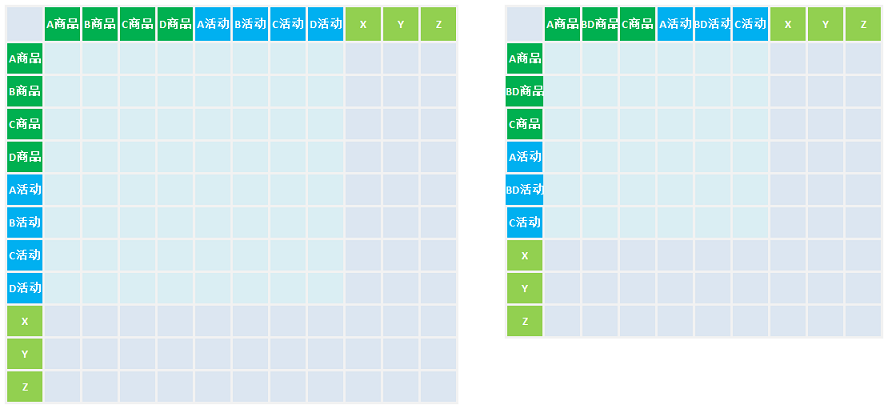 A商品 B商品 C商品 D商品 A活动 B活动 C活动 D活动 X Y Z
A商品
B商品
C商品
D商品
A活动
B活动
C活动
D活动
X
Y
Z
A商品 BD商品 C商品 A活动 BD活动 C活动 X Y Z
A商品
BD商品
C商品
A活动
BD活动
C活动
X
Y
Z